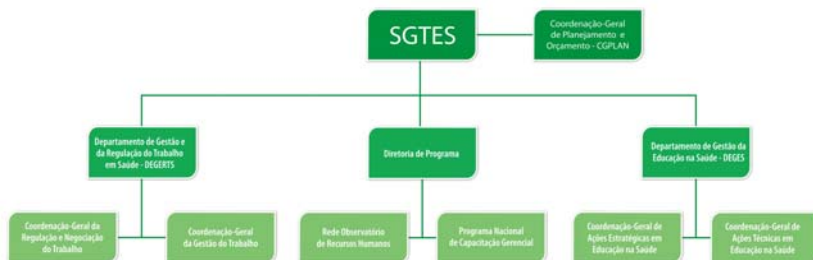 SGTES
Coordenação-Geral
de Planejamento e
Orçamento - CGPLAN
Departamento de Gestão e
da Regulação do Trabalho
em Saúde - DEGERTS
Diretoria de Programa
Departamento de Gestão da
Educação na Saúde - DEGES
Coordenação-Geral da
Regulação e Negociação
do Trabalho
Coordenação-Geral
da Gestão do Trabalho
Rede Observatório
de Recursos Humanos
Programa Nacional
de Capacitação Gerencial
Coordenação-Geral de
Ações Estratégicas em
Educação na Saúde
Coordenação-Geral de
Ações Técnicas em
Educação na Saúde